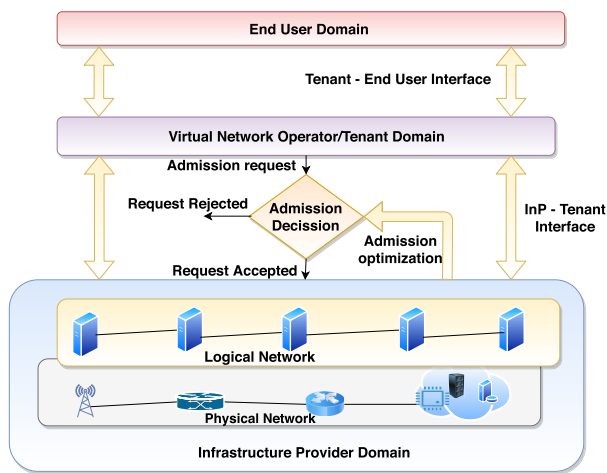 End User Domain
Tenant - End User Interface
Virtual Network Operator/Tenant Domain
Admission request
Request Rejected
Admission
Decission
InP - Tenant
Interface
Admission
optimization
Request Accepted
Logical Network
Physical Network
Infrastructure Provider Domain